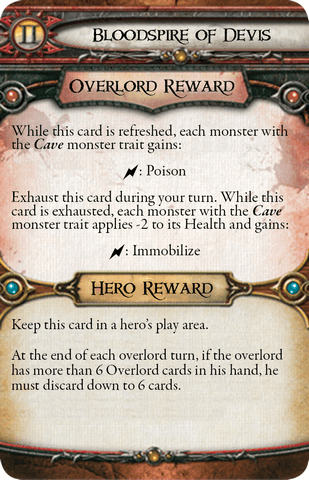 II
Bloodspire of Devis
Overlord Reward
While this card is refreshed, each monster with
the Cave monster trait gains:
: Poison
Exhaust this card during your turn. While this
card is exhausted, each monster with the Cave
monster trait applies -2 to its Health and gains:
: Immobilize
Hero Reward
Keep this card in a hero's play area.
At the end of each overlord turn, if the overlord
has more than 6 Overlord cards in his hand, he
must discard down to 6 cards.